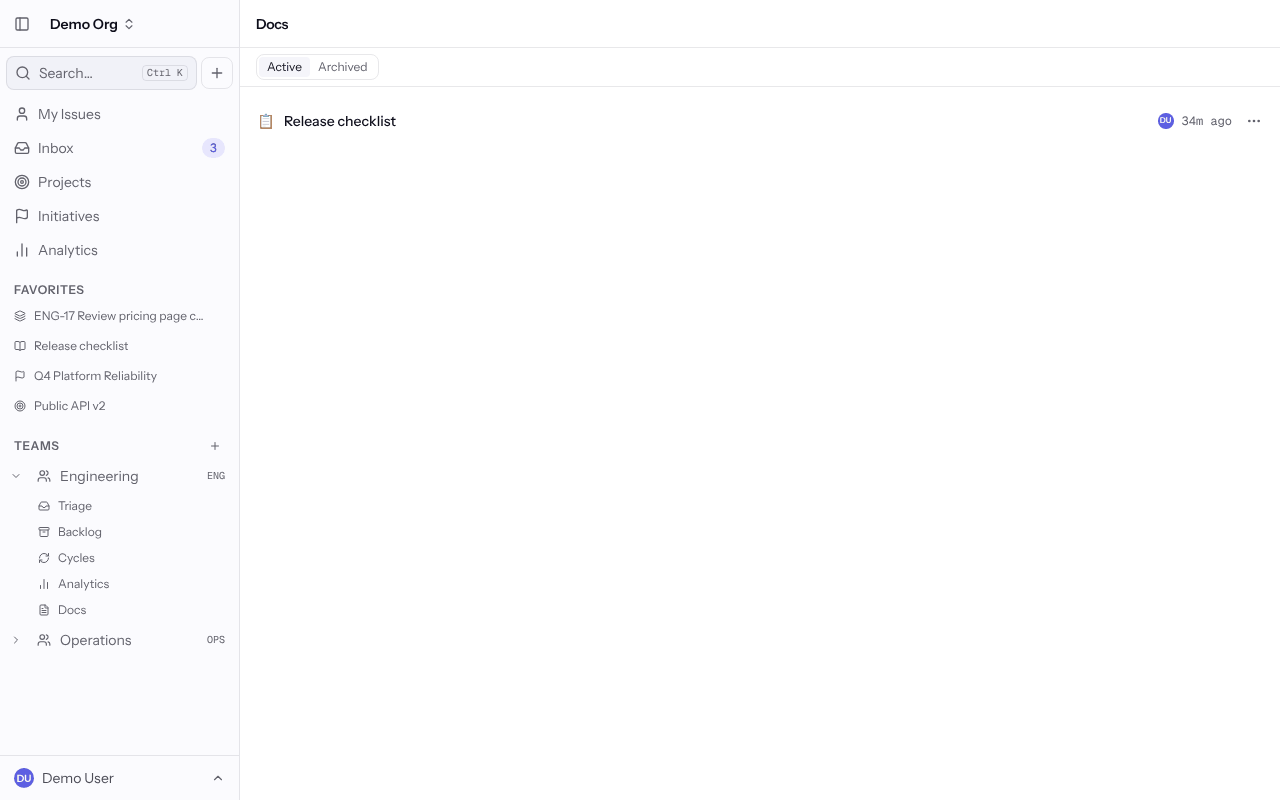 Demo Org
Search...
Ctrl K
My Issues
Inbox
3
Projects
Initiatives
Analytics
FAVORITES
ENG-17 Review pricing page c...
Release checklist
Q4 Platform Reliability
Public API v2
TEAMS
Engineering
ENG
Triage
Backlog
Cycles
Analytics
Docs
Operations
OPS
DU
Demo User
Docs
Active
Archived
Release checklist
DU
34m ago